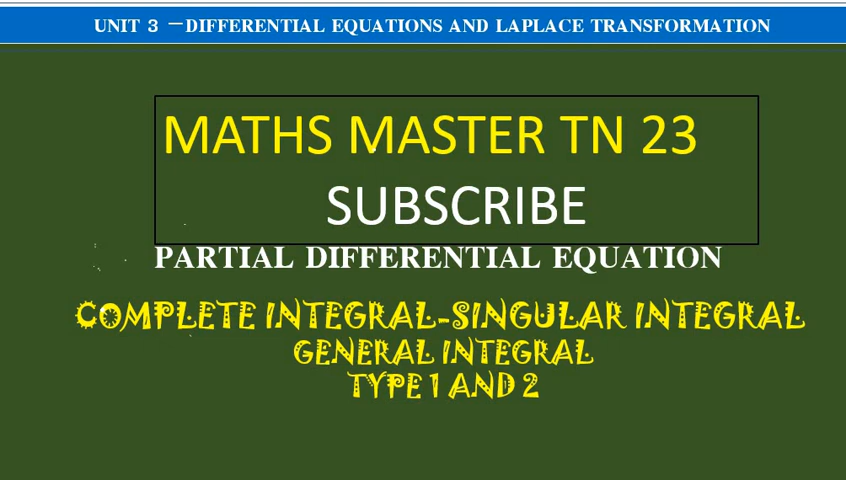 UNIT 3 –DIFFERENTIAL EQUATIONS AND LAPLACE TRANSFORMATION
MATHS MASTER TN 23
SUBSCRIBE
PARTIAL DIFFERENTIAL EQUATION
COMPLETE INTEGRAL-SINGULAR INTEGRAL
GENERAL INTEGRAL
TYPE 1 AND 2